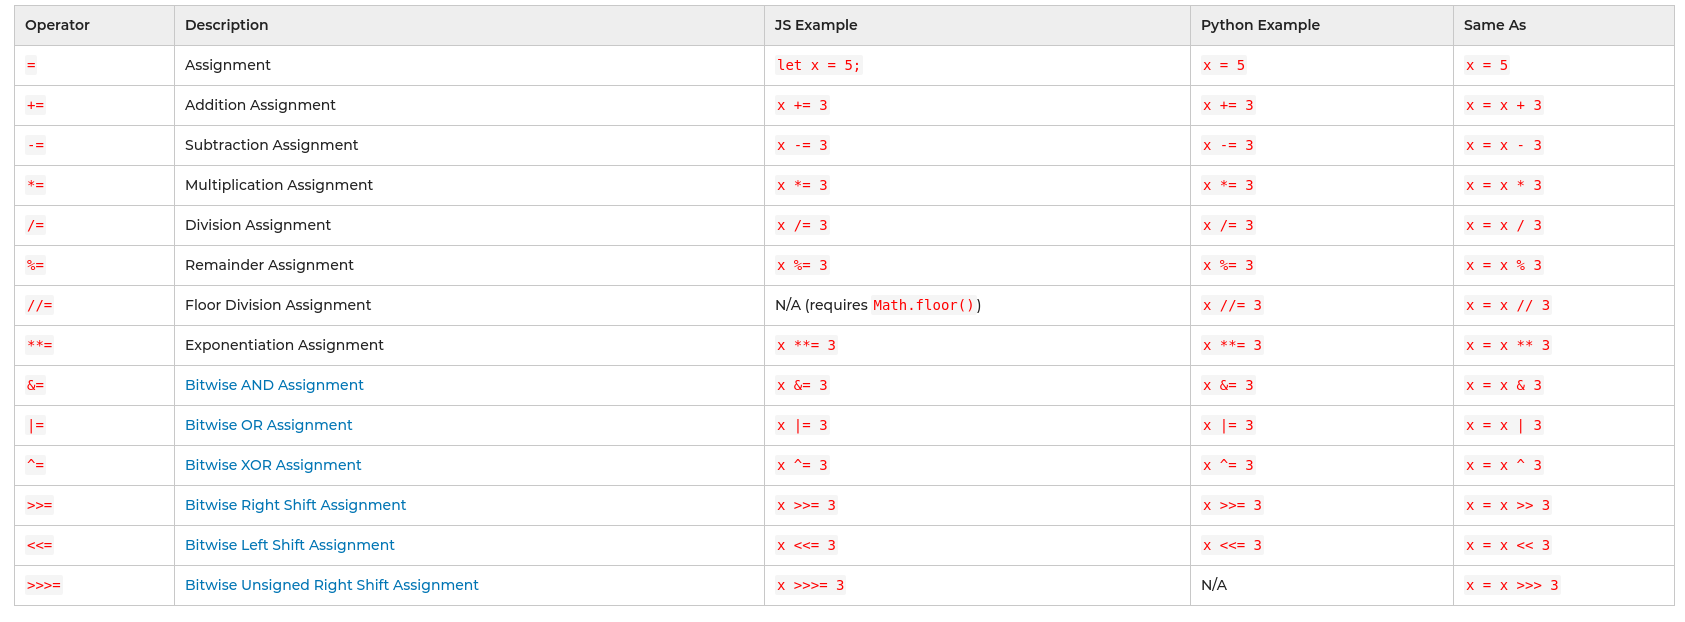 Operator Description JS Example Python Example Same As
= Assignment let x = 5; x = 5 x = 5
+= Addition Assignment x += 3 x += 3 x = x + 3
-= Subtraction Assignment x -= 3 x -= 3 x = x - 3
*= Multiplication Assignment x *= 3 x *= 3 x = x * 3
/= Division Assignment x /= 3 x /= 3 x = x / 3
%= Remainder Assignment x %= 3 x %= 3 x = x % 3
//= Floor Division Assignment N/A (requires Math.floor()) x //= 3 x = x // 3
**= Exponentiation Assignment x **= 3 x **= 3 x = x ** 3
&= Bitwise AND Assignment x &= 3 x &= 3 x = x & 3
|= Bitwise OR Assignment x |= 3 x |= 3 x = x | 3
^= Bitwise XOR Assignment x ^= 3 x ^= 3 x = x ^ 3
>>= Bitwise Right Shift Assignment x >>= 3 x >>= 3 x = x >> 3
<<= Bitwise Left Shift Assignment x <<= 3 x <<= 3 x = x << 3
>>>= Bitwise Unsigned Right Shift Assignment x >>>= 3 N/A x = x >>> 3